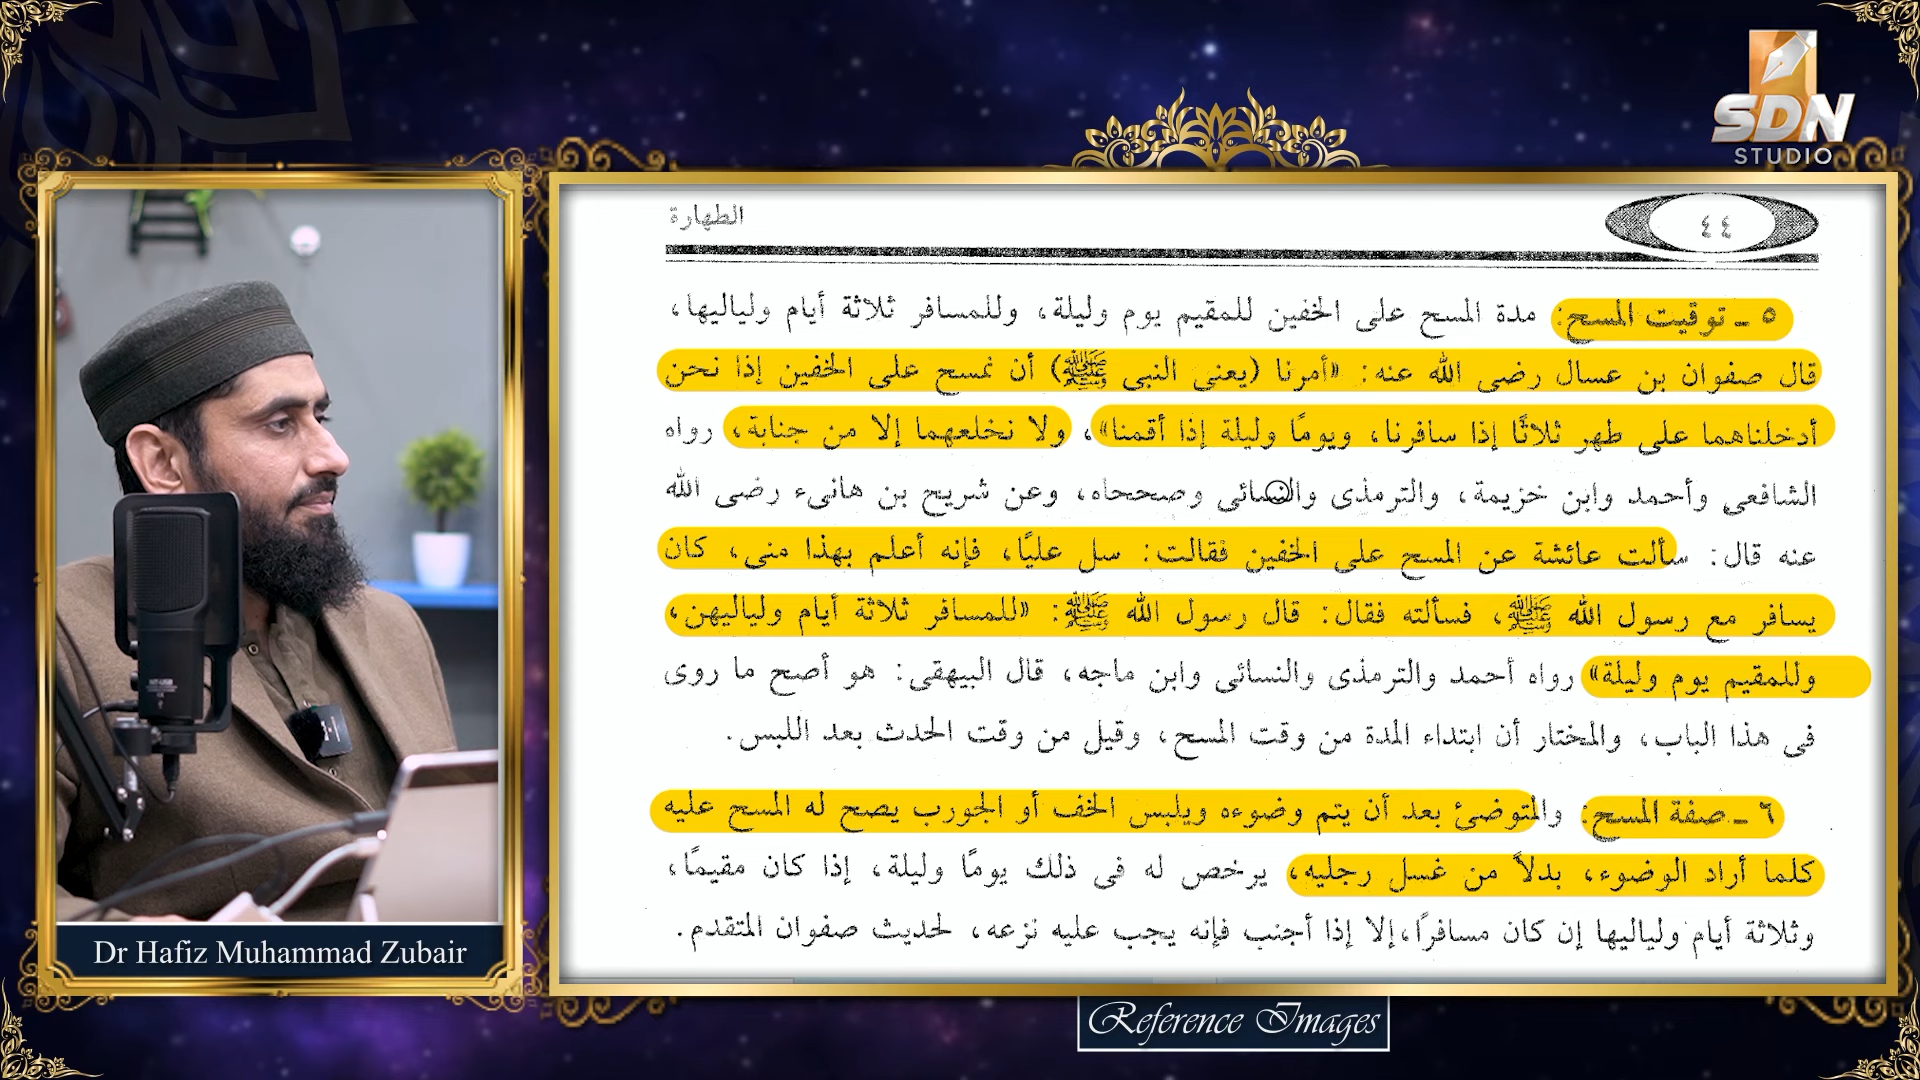 SDN
STUDIO
٤٤
الطهارة
٥ ـ توقيت المسح: مدة المسح على الخفين للمقيم يوم وليلة، وللمسافر ثلاثة أيام ولياليها،
قال صفوان بن عسال رضى الله عنه: «أمرنا (يعنى النبى ﷺ) أن نمسح على الخفين إذا نحن
أدخلناهما على طهر ثلاثًا إذا سافرنا، ويومًا وليلة إذا أقمنا»، ولا نخلعهما إلا من جنابة، رواه
الشافعى وأحمد وابن خزيمة، والترمذى والنسائى وصححاه، وعن شريح بن هانىء رضى الله
عنه قال: سألت عائشة عن المسح على الخفين فقالت: سل عليًا، فإنه أعلم بهذا منى، كان
يسافر مع رسول الله ﷺ، فسألته فقال: قال رسول الله ﷺ: «للمسافر ثلاثة أيام ولياليهن،
وللمقيم يوم وليلة» رواه أحمد والترمذى والنسائى وابن ماجه، قال البيهقى: هو أصح ما روى
فى هذا الباب، والمختار أن ابتداء المدة من وقت المسح، وقيل من وقت الحدث بعد اللبس.
٦ ـ صفة المسح: والمتوضئ بعد أن يتم وضوءه ويلبس الخف أو الجورب يصح له المسح عليه
كلما أراد الوضوء، بدلاً من غسل رجليه، يرخص له فى ذلك يومًا وليلة، إذا كان مقيمًا،
وثلاثة أيام ولياليها إن كان مسافرًا،إلا إذا أجنب فإنه يجب عليه نزعه، لحديث صفوان المتقدم.
Dr Hafiz Muhammad Zubair
Reference Images